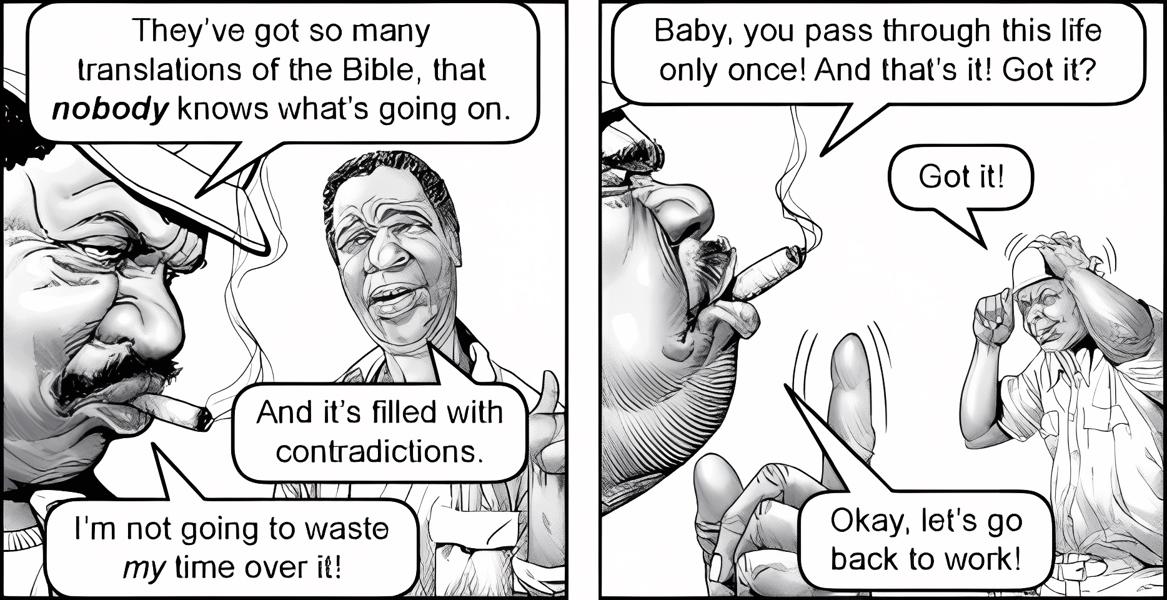 They've got so many
translations of the Bible, that
nobody knows what's going on.
And it's filled with
contradictions.
I'm not going to waste
my time over it!
Baby, you pass through this life
only once! And that's it! Got it?
Got it!
Okay, let's go
back to work!